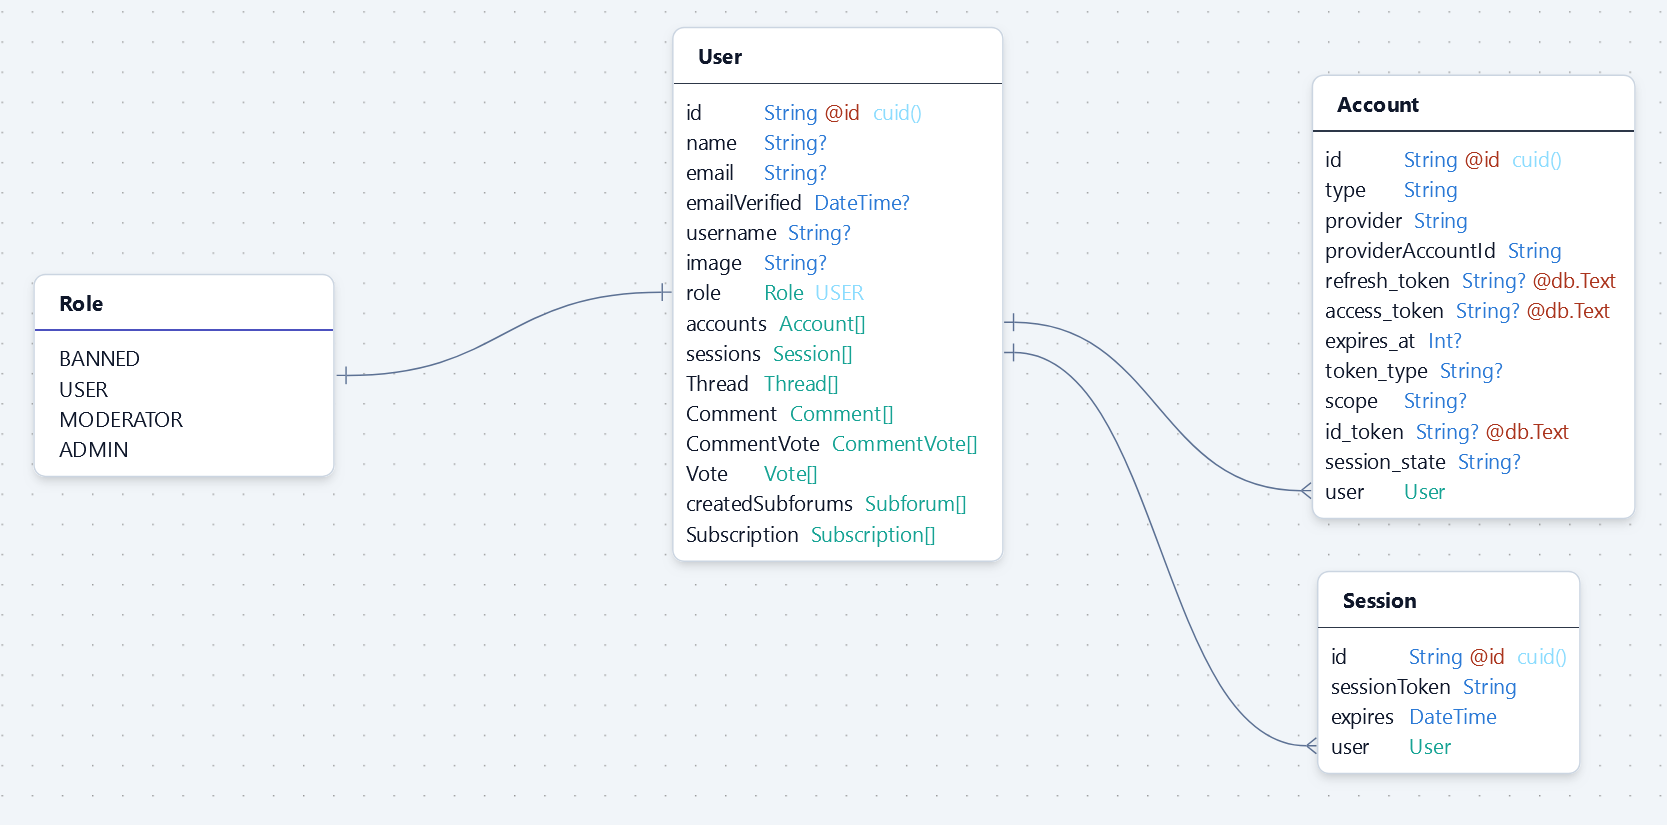 Role
BANNED
USER
MODERATOR
ADMIN
User
id String @id cuid()
name String?
email String?
emailVerified DateTime?
username String?
image String?
role Role USER
accounts Account[]
sessions Session[]
Thread Thread[]
Comment Comment[]
CommentVote CommentVote[]
Vote Vote[]
createdSubforums Subforum[]
Subscription Subscription[]
Account
id String @id cuid()
type String
provider String
providerAccountId String
refresh_token String? @db.Text
access_token String? @db.Text
expires_at Int?
token_type String?
scope String?
id_token String? @db.Text
session_state String?
user User
Session
id String @id cuid()
sessionToken String
expires DateTime
user User